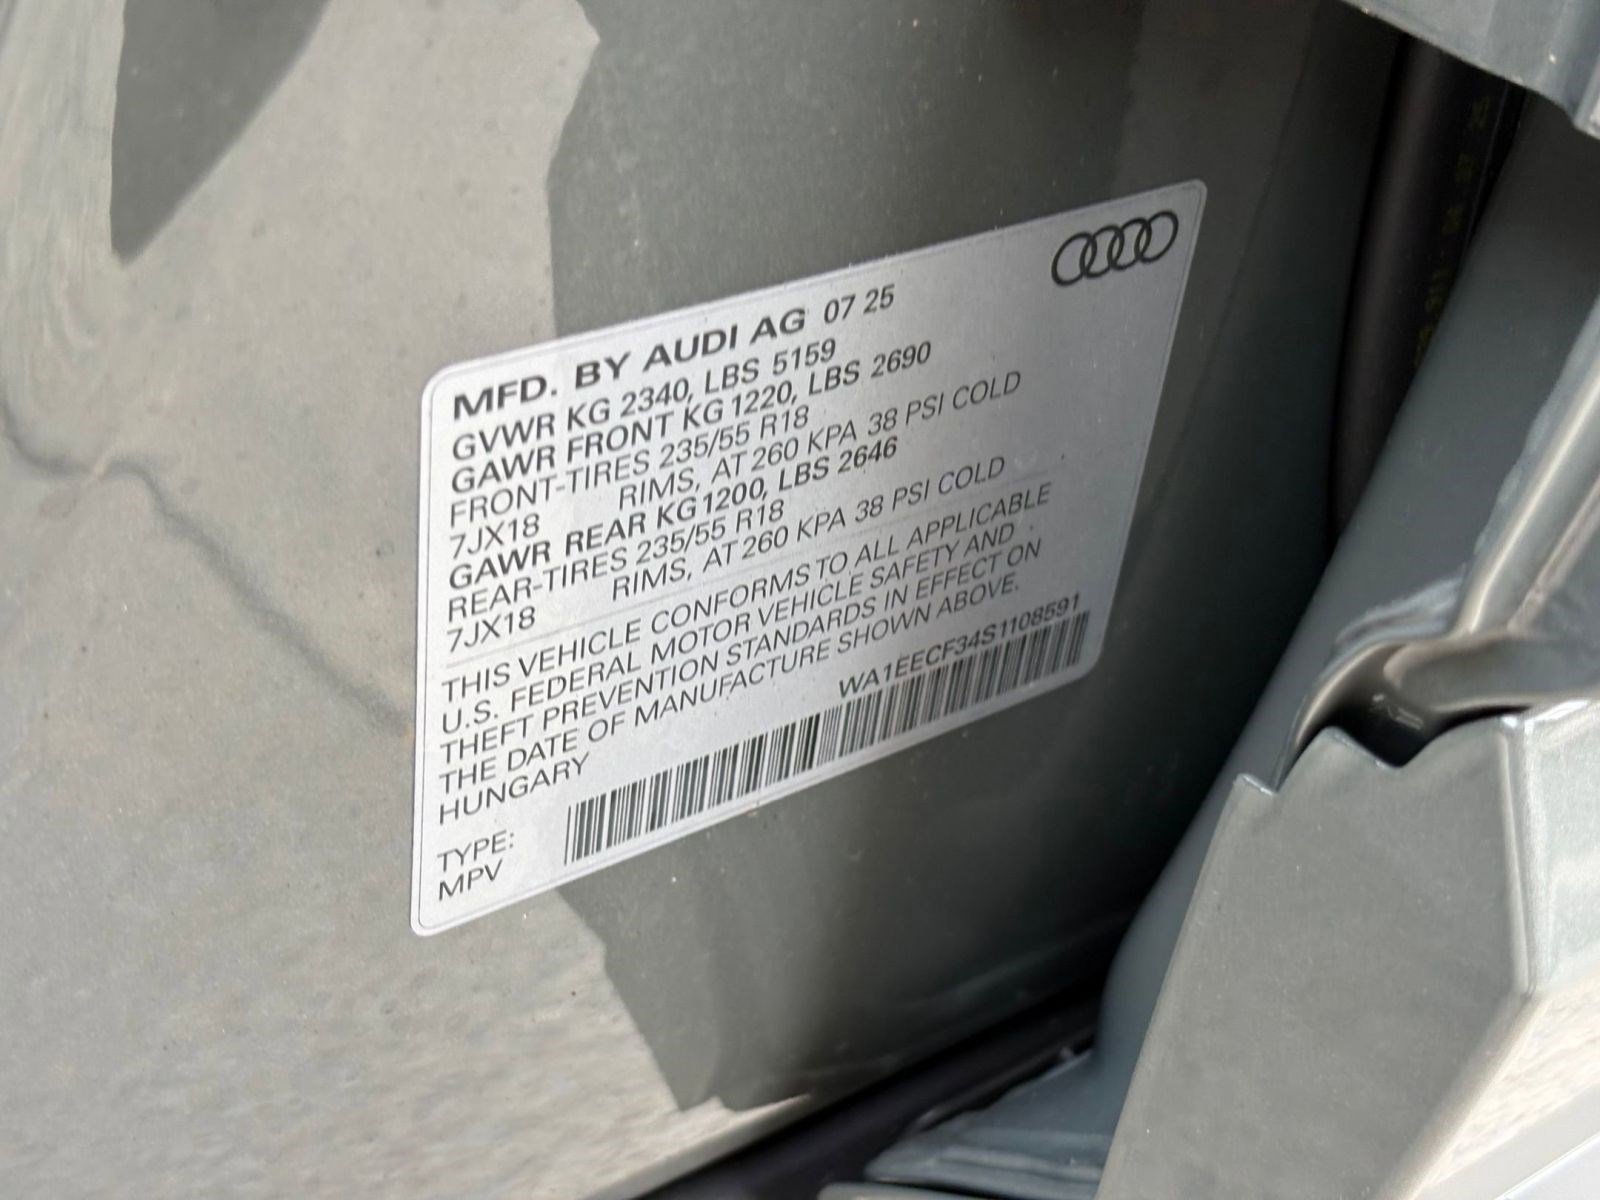 MFD. BY AUDI AG 07 25
GVWR KG 2340, LBS 5159
GAWR FRONT KG 1220, LBS 2690
FRONT-TIRES 235/55 R18
7JX18 RIMS, AT 260 KPA 38 PSI COLD
GAWR REAR KG 1200, LBS 2646
REAR-TIRES 235/55 R18
7JX18 RIMS, AT 260 KPA 38 PSI COLD
THIS VEHICLE CONFORMS TO ALL APPLICABLE
U.S. FEDERAL MOTOR VEHICLE SAFETY AND
THEFT PREVENTION STANDARDS IN EFFECT ON
THE DATE OF MANUFACTURE SHOWN ABOVE.
HUNGARY
WA1EECF34S1108591
TYPE:
MPV